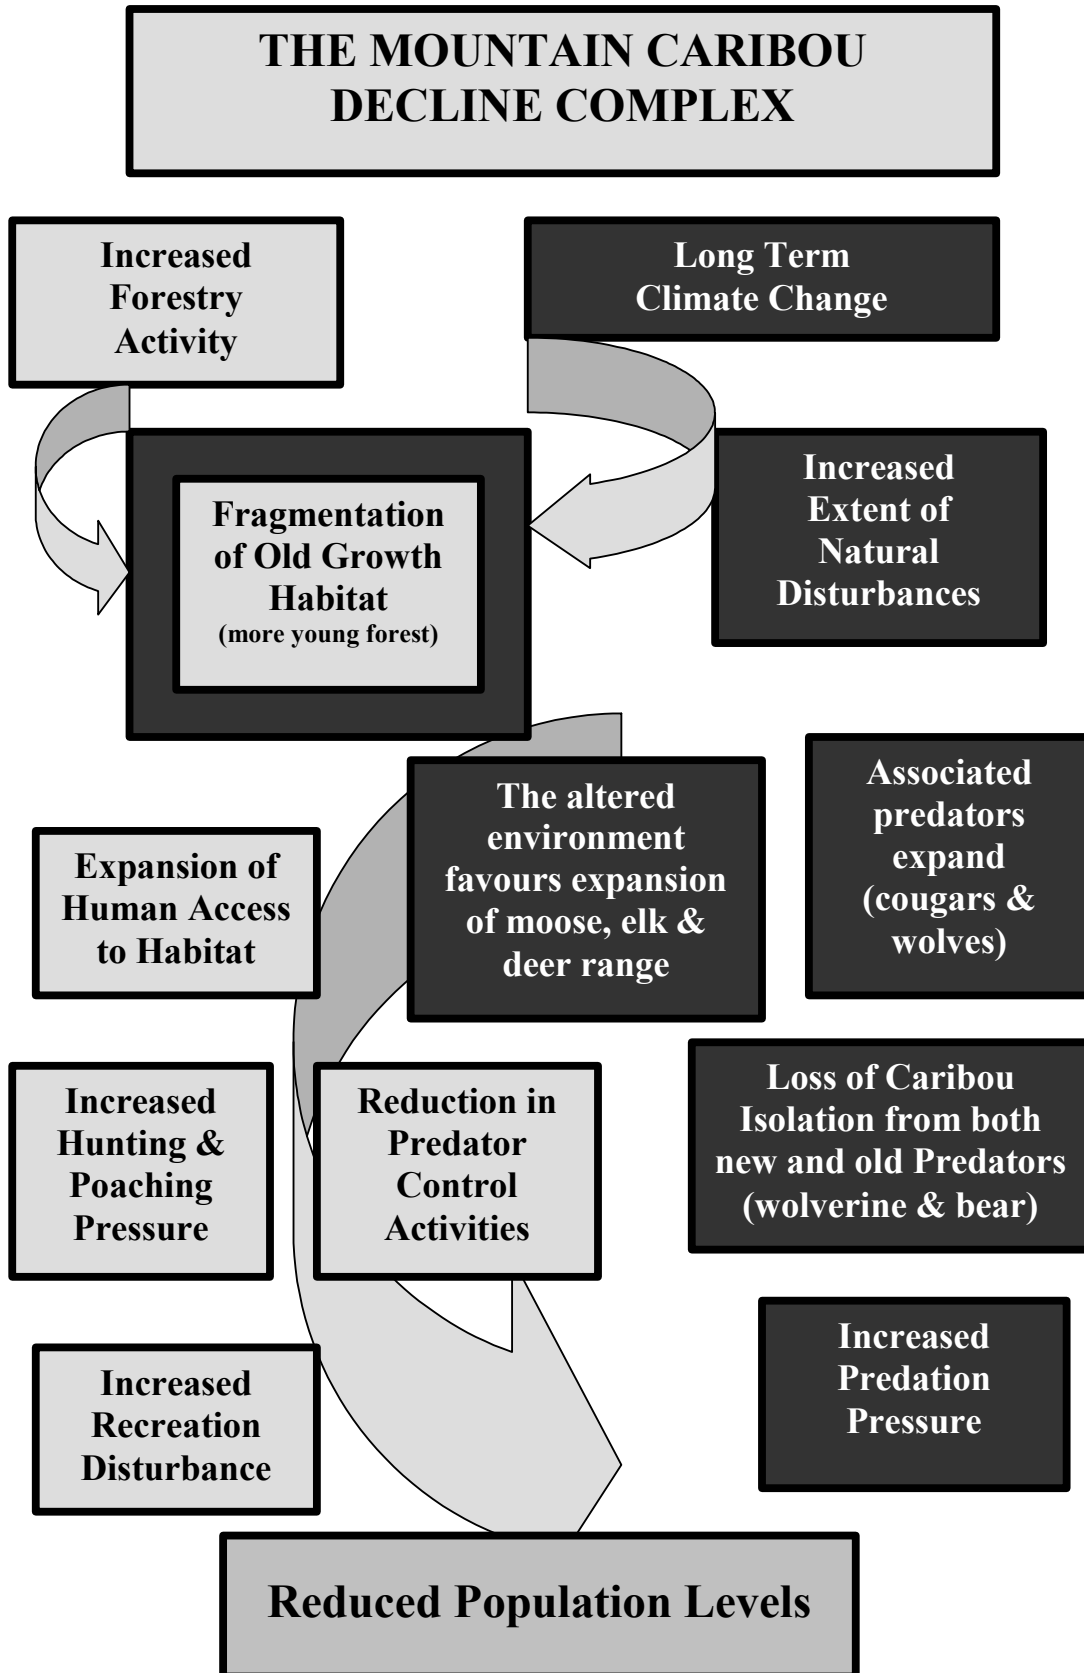 THE MOUNTAIN CARIBOU
DECLINE COMPLEX
Increased
Forestry
Activity
Long Term
Climate Change
Fragmentation
of Old Growth
Habitat
(more young forest)
Increased
Extent of
Natural
Disturbances
The altered
environment
favours expansion
of moose, elk &
deer range
Associated
predators
expand
(cougars &
wolves)
Expansion of
Human Access
to Habitat
Increased
Hunting &
Poaching
Pressure
Reduction in
Predator
Control
Activities
Loss of Caribou
Isolation from both
new and old Predators
(wolverine & bear)
Increased
Recreation
Disturbance
Increased
Predation
Pressure
Reduced Population Levels